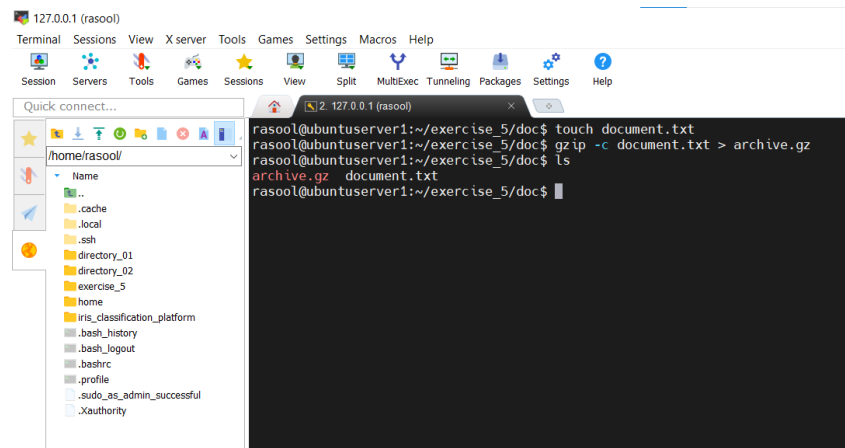 127.0.0.1 (rasool)
Terminal Sessions View X server Tools Games Settings Macros Help
Session Servers Tools Games Sessions View Split MultiExec Tunneling Packages Settings Help
Quick connect...
2. 127.0.0.1 (rasool)
/home/rasool/
Name
..
.cache
.local
.ssh
directory_01
directory_02
exercise_5
home
iris_classification_platform
.bash_history
.bash_logout
.bashrc
.profile
.sudo_as_admin_successful
.Xauthority
rasool@ubuntuserver1:~/exercise_5/doc$ touch document.txt
rasool@ubuntuserver1:~/exercise_5/doc$ gzip -c document.txt > archive.gz
rasool@ubuntuserver1:~/exercise_5/doc$ ls
archive.gz document.txt
rasool@ubuntuserver1:~/exercise_5/doc$